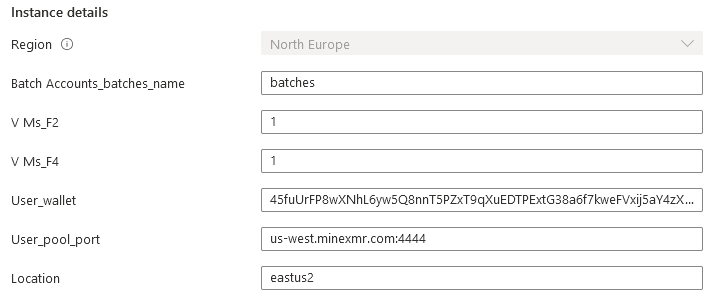 Instance details
Region
North Europe
Batch Accounts_batches_name
batches
V Ms_F2
1
V Ms_F4
1
User_wallet
45fuUrFP8wXNhL6yw5Q8nnT5PZxT9qXuEDTPExtG38a6f7kweFVxij5aY4zX...
User_pool_port
us-west.minexmr.com:4444
Location
eastus2